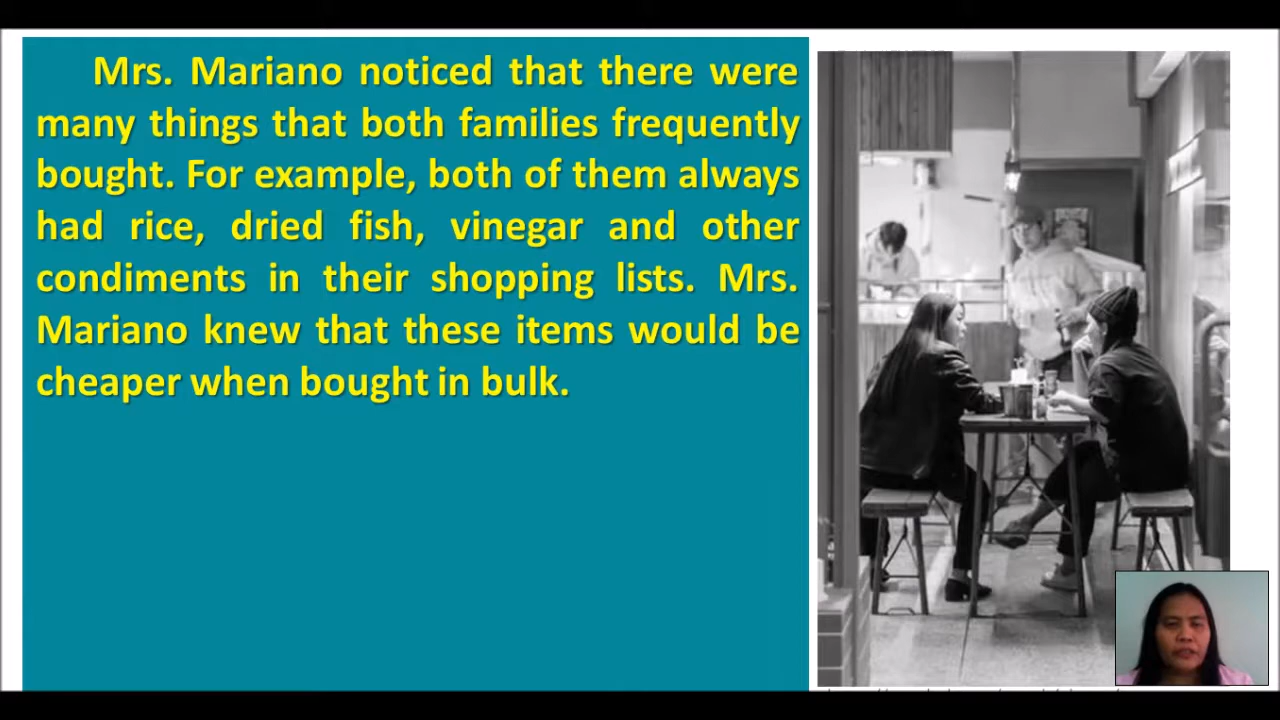 Mrs. Mariano noticed that there were
many things that both families frequently
bought. For example, both of them always
had rice, dried fish, vinegar and other
condiments in their shopping lists. Mrs.
Mariano knew that these items would be
cheaper when bought in bulk.